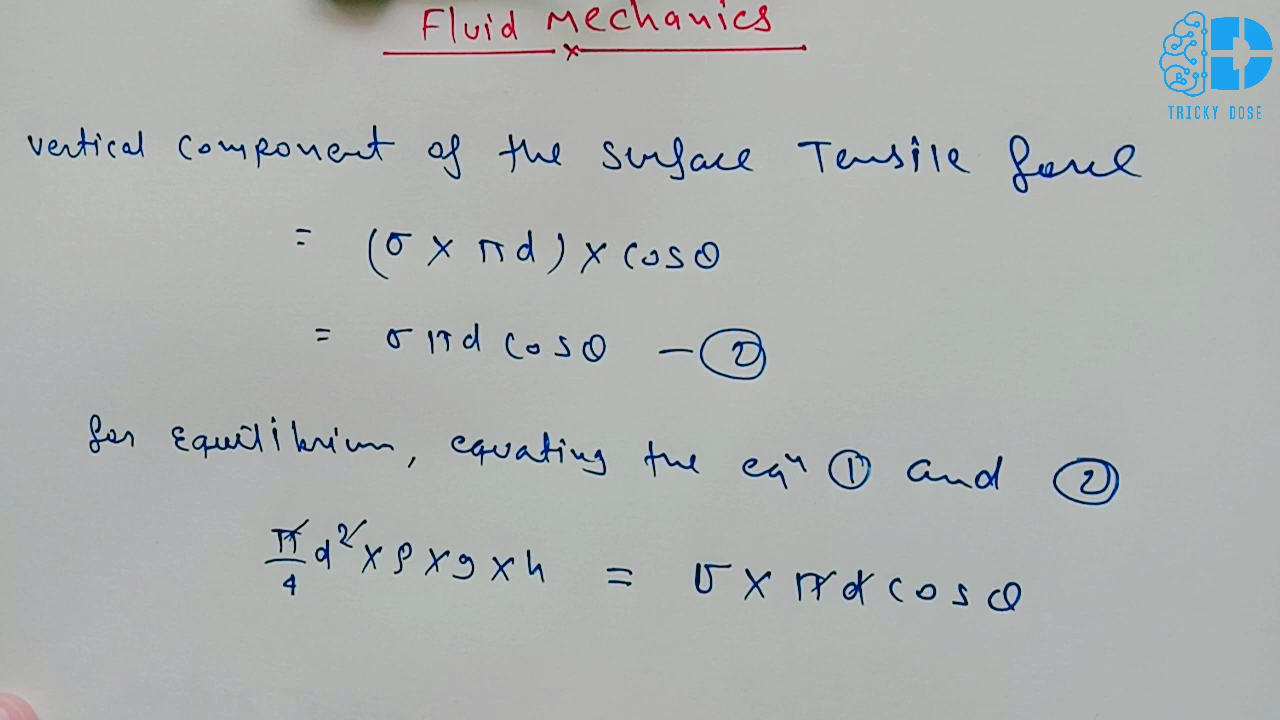 Fluid Mechanics
TRICKY DOSE
vertical component of the surface Tensile force
= (σ × πd) × cosθ
= σπd cosθ — ②
for equilibrium, equating the eqⁿ ① and ②
π/4 d² × ρ × g × h = σ × πd cosθ